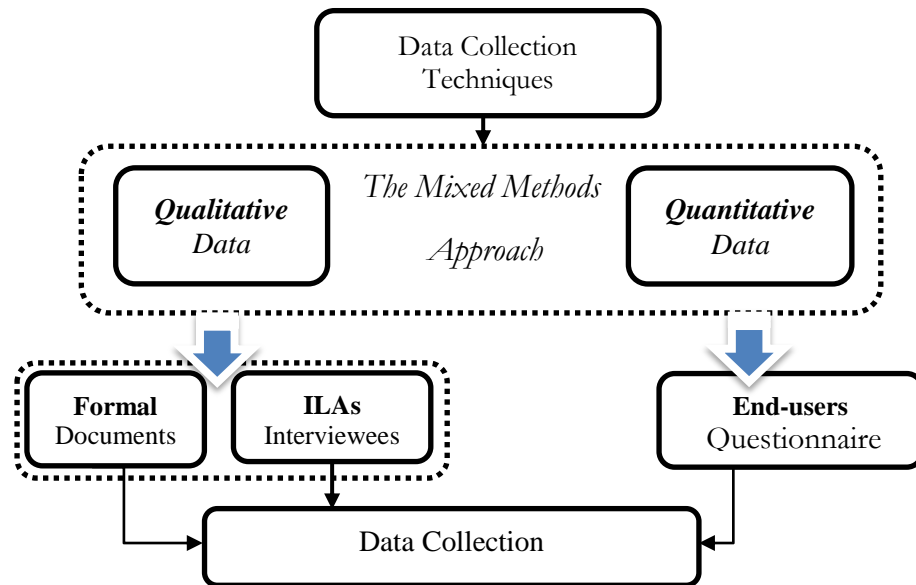 Data Collection
Techniques
The Mixed Methods
Approach
Qualitative
Data
Quantitative
Data
Formal
Documents
ILAs
Interviewees
End-users
Questionnaire
Data Collection